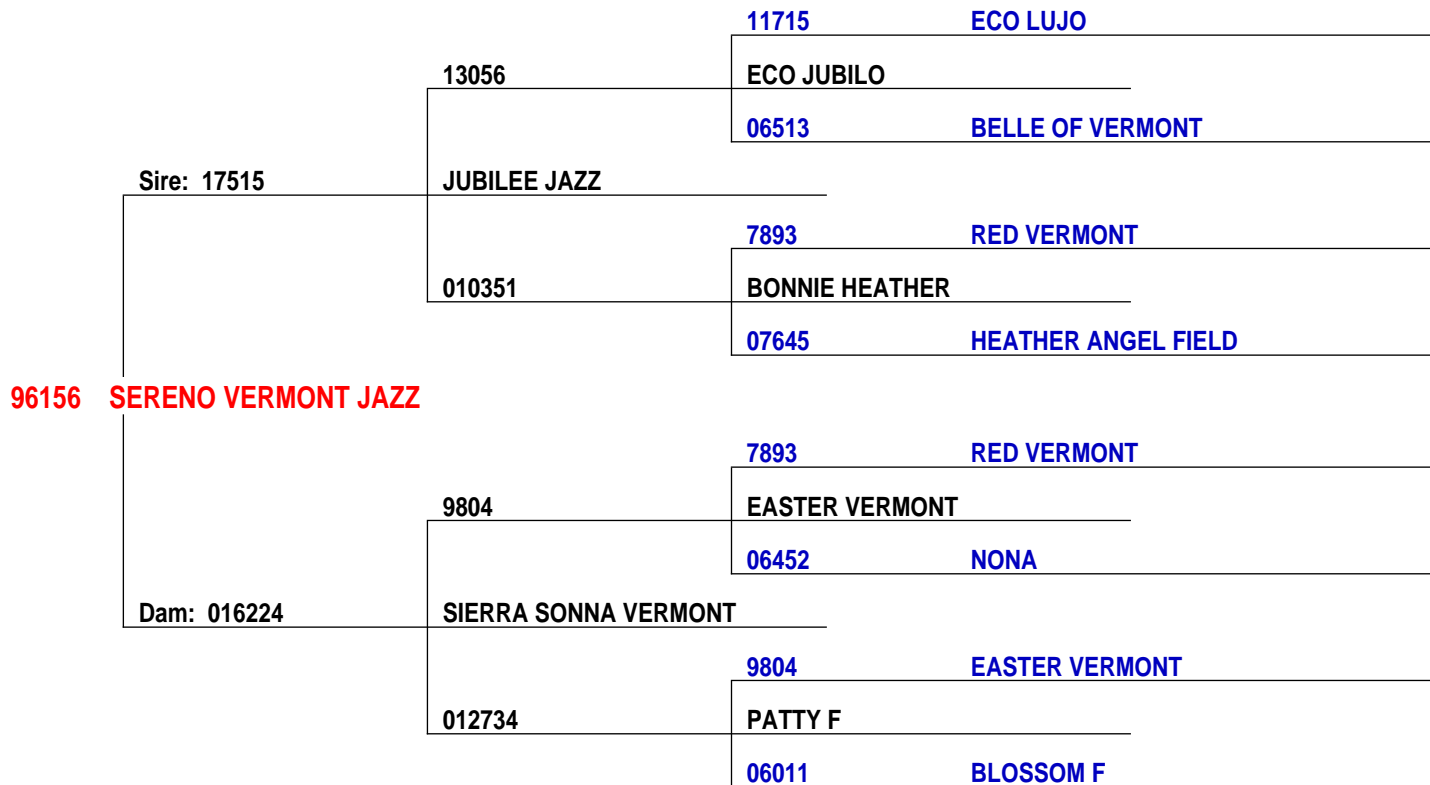 11715 ECO LUJO
13056 ECO JUBILO
06513 BELLE OF VERMONT
Sire: 17515 JUBILEE JAZZ
7893 RED VERMONT
010351 BONNIE HEATHER
07645 HEATHER ANGEL FIELD
96156 SERENO VERMONT JAZZ
7893 RED VERMONT
9804 EASTER VERMONT
06452 NONA
Dam: 016224 SIERRA SONNA VERMONT
9804 EASTER VERMONT
012734 PATTY F
06011 BLOSSOM F